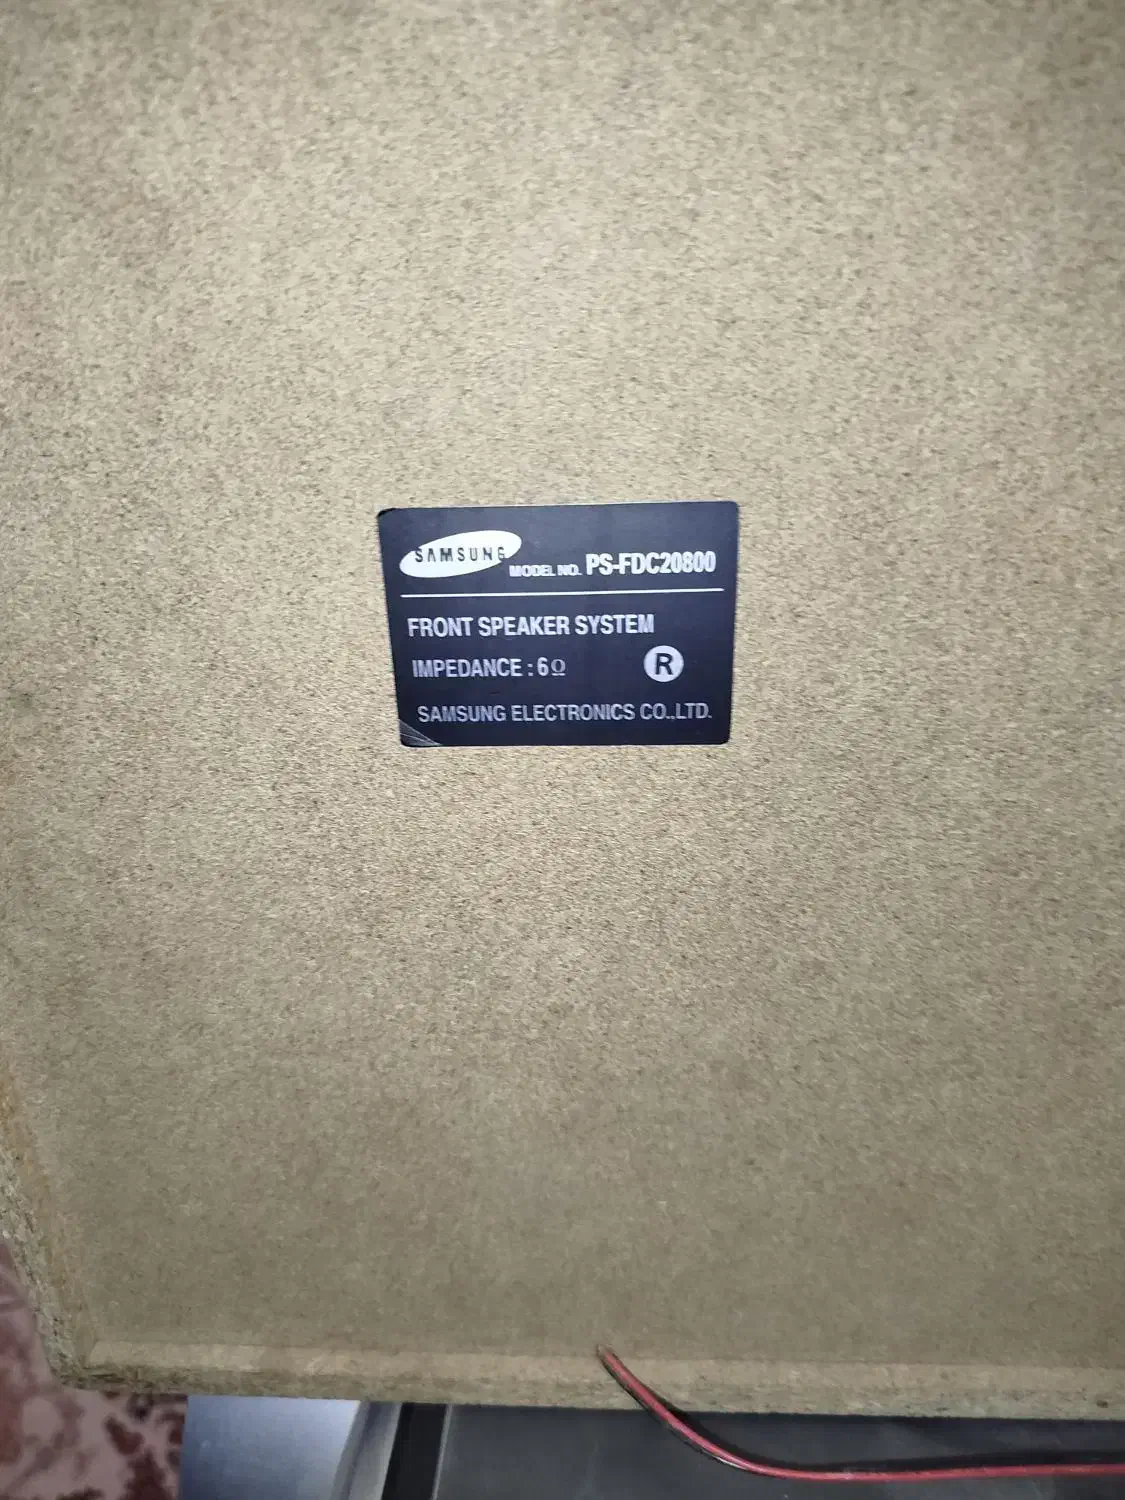 SAMSUNG MODEL NO. PS-FDC20800
FRONT SPEAKER SYSTEM
IMPEDANCE : 6Ω R
SAMSUNG ELECTRONICS CO.,LTD.